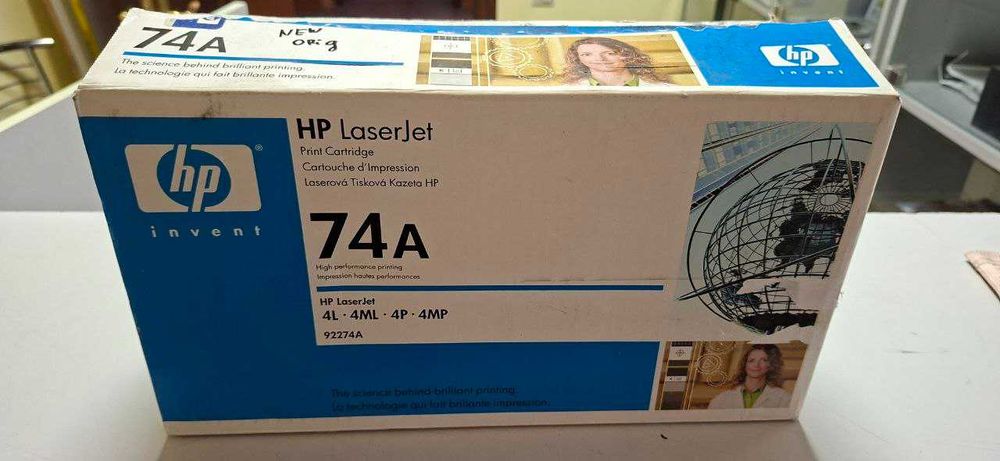 74A
NEW
orig
The science behind brilliant printing.
La technologie qui fait brillante impression.
hp
invent
hp
invent
HP LaserJet
Print Cartridge
Cartouche d'Impression
Laserová Tisková Kazeta HP
74A
High performance printing
Impression hautes performances
HP LaserJet
4L · 4ML · 4P · 4MP
92274A
The science behind brilliant printing.
La technologie qui fait brillante impression.